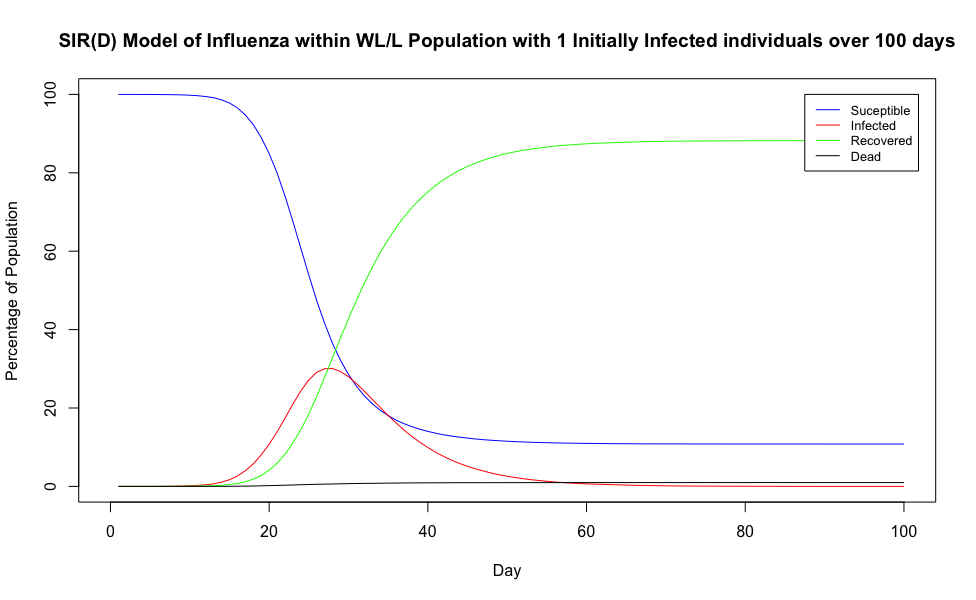 SIR(D) Model of Influenza within WL/L Population with 1 Initially Infected individuals over 100 days
Suceptible
Infected
Recovered
Dead
Percentage of Population
100
80
60
40
20
0
0 20 40 60 80 100
Day